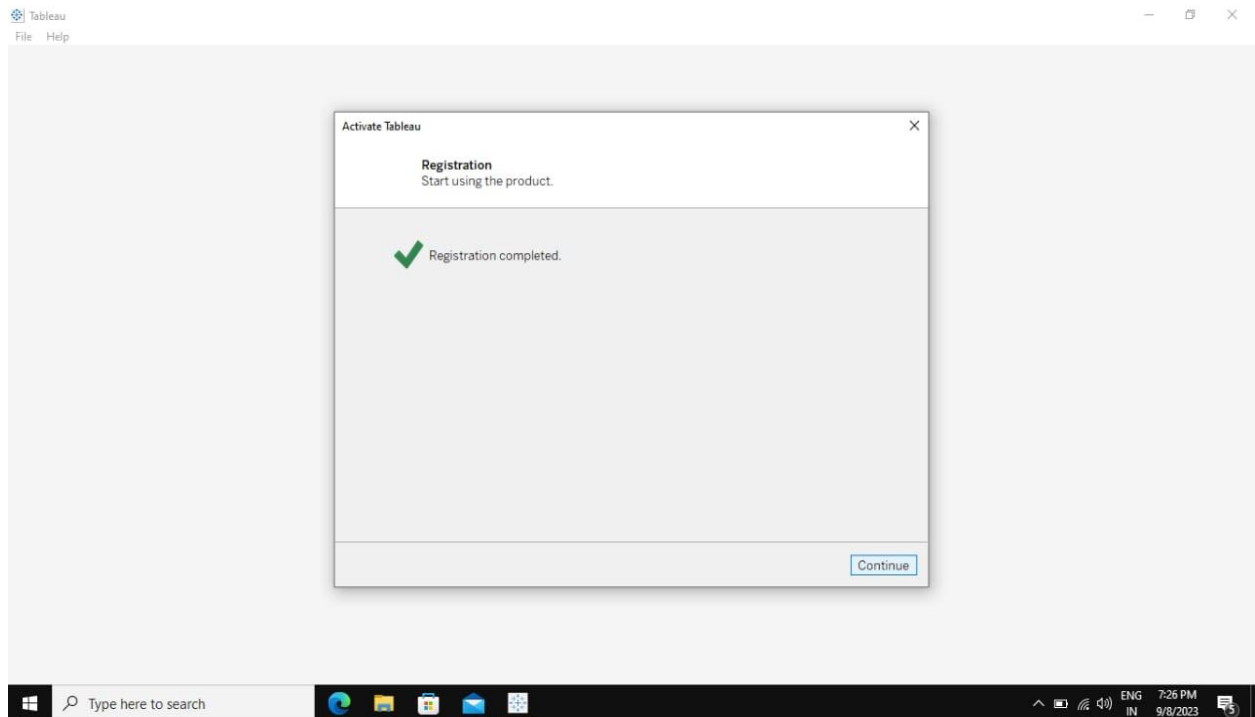 Tableau
File Help
Activate Tableau
Registration
Start using the product.
Registration completed.
Continue
Type here to search
ENG 7:26 PM
IN 9/8/2023
5